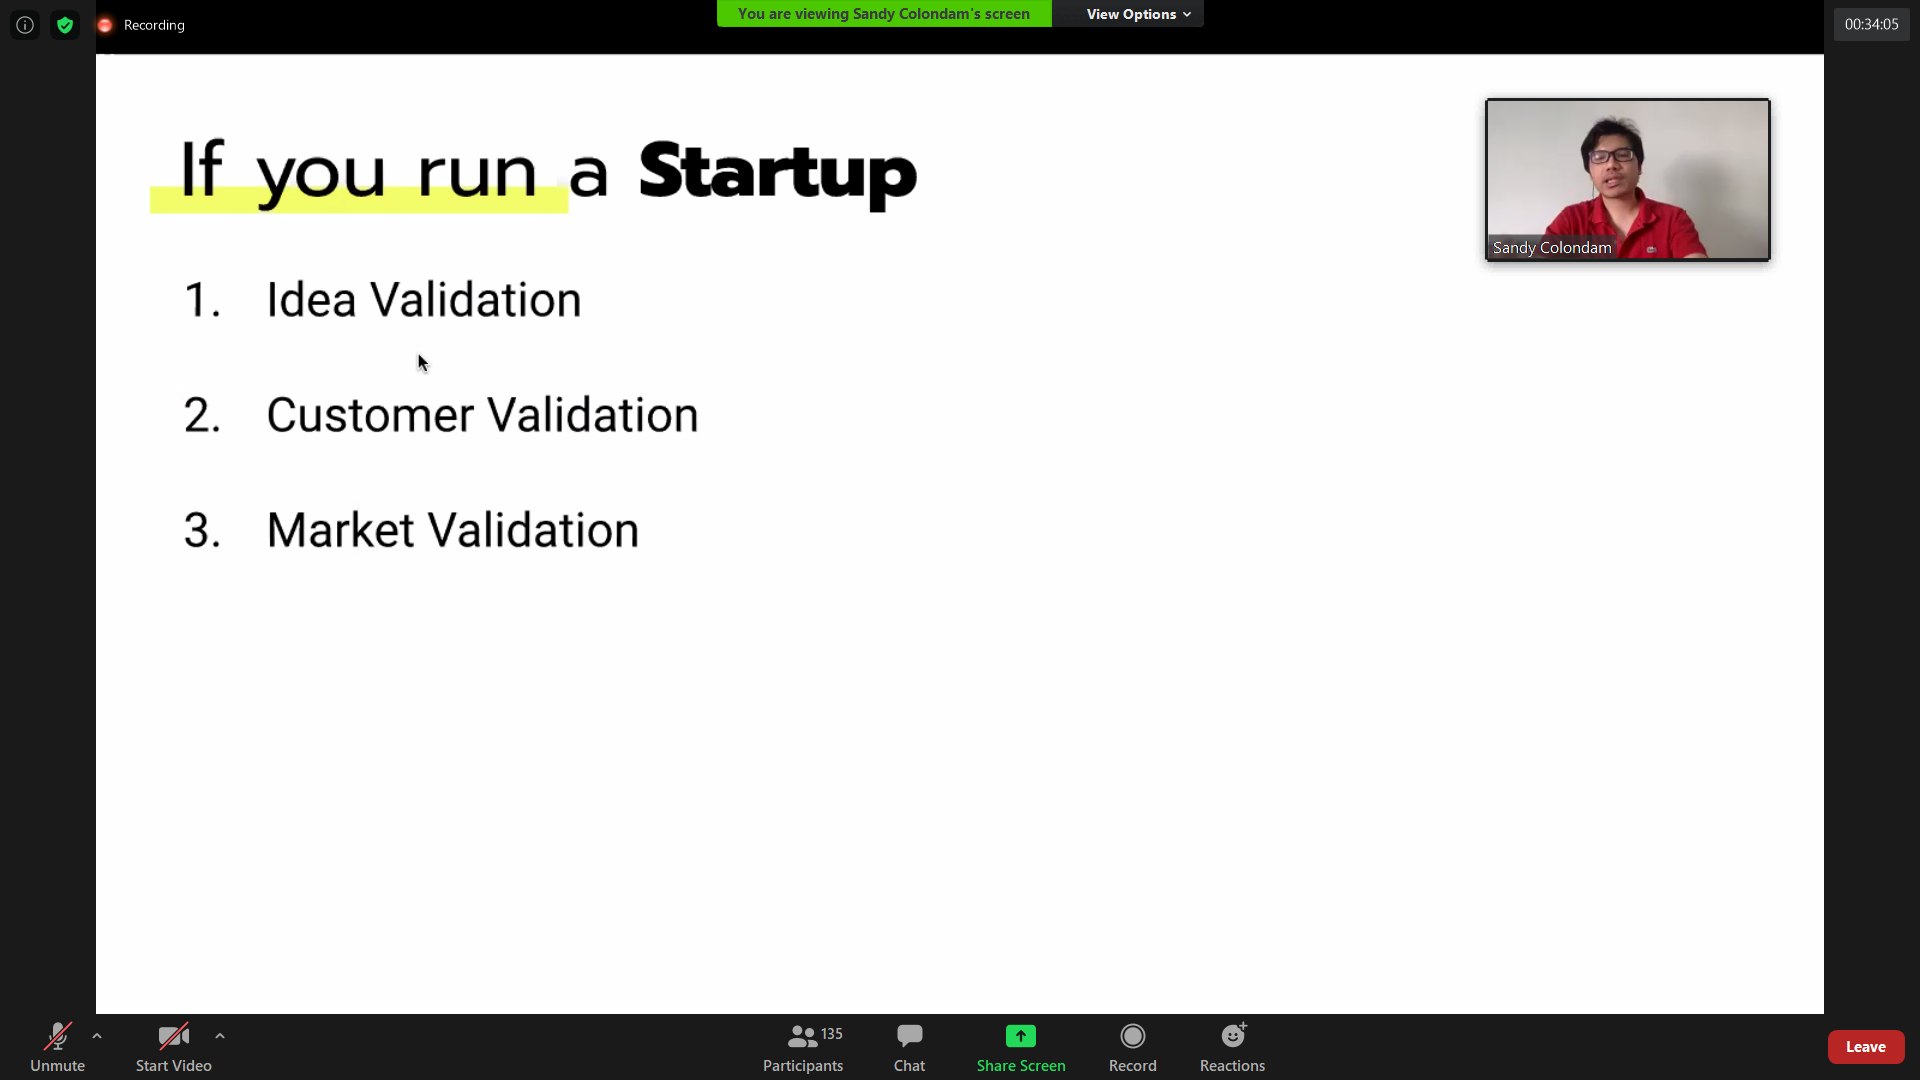 Recording
You are viewing Sandy Colondam's screen
View Options
00:34:05
If you run a Startup
Sandy Colondam
1. Idea Validation
2. Customer Validation
3. Market Validation
Unmute
Start Video
135
Participants
Chat
Share Screen
Record
Reactions
Leave